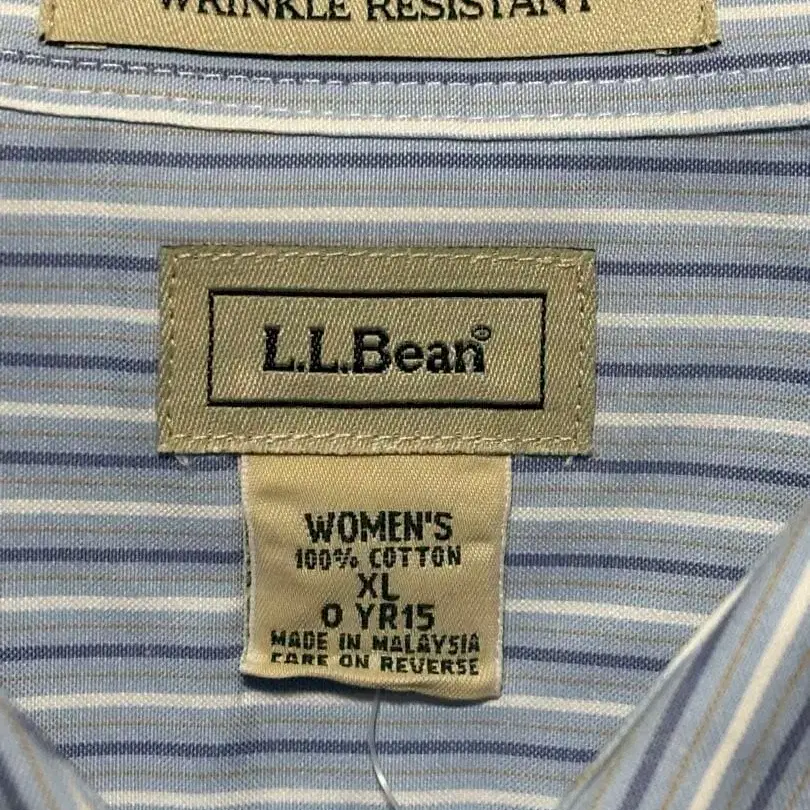 WRINKLE RESISTANT
L.L.Bean®
WOMEN'S
100% COTTON
XL
0 YR15
MADE IN MALAYSIA
CARE ON REVERSE